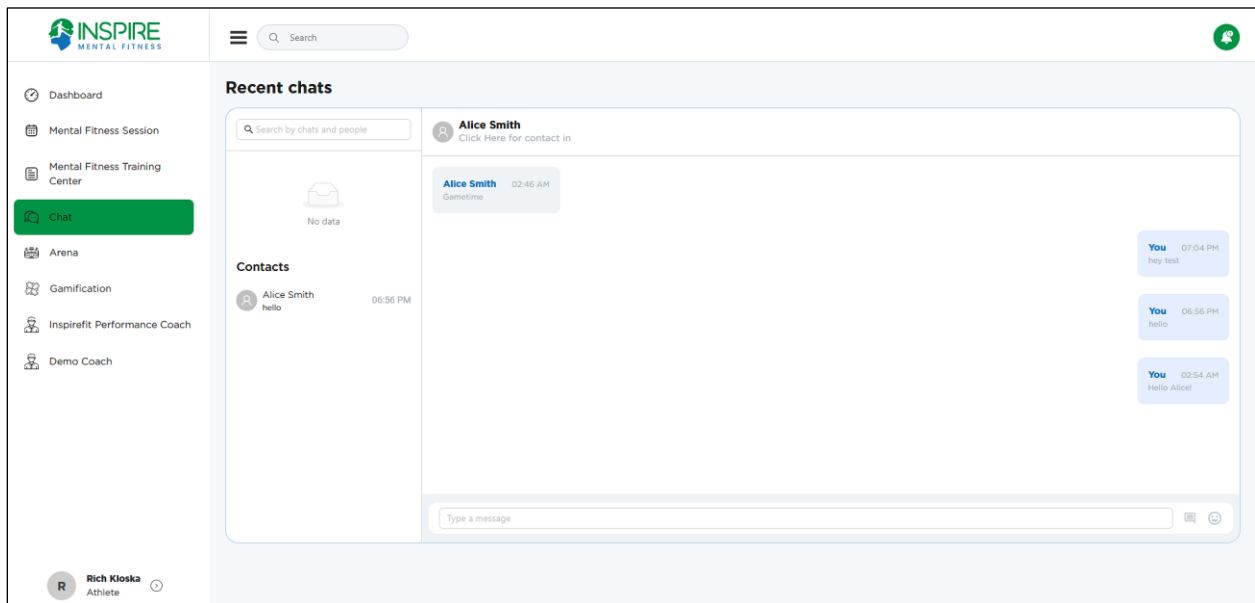 INSPIRE
MENTAL FITNESS
Search
Dashboard
Mental Fitness Session
Mental Fitness Training
Center
Chat
Arena
Gamification
Inspirefit Performance Coach
Demo Coach
R
Rich Kloska
Athlete
Recent chats
Search by chats and people
No data
Contacts
Alice Smith 06:56 PM
hello
Alice Smith
Click Here for contact in
Alice Smith 02:46 AM
Gametime
You 07:04 PM
hey test
You 06:56 PM
hello
You 02:54 AM
Hello Alice!
Type a message